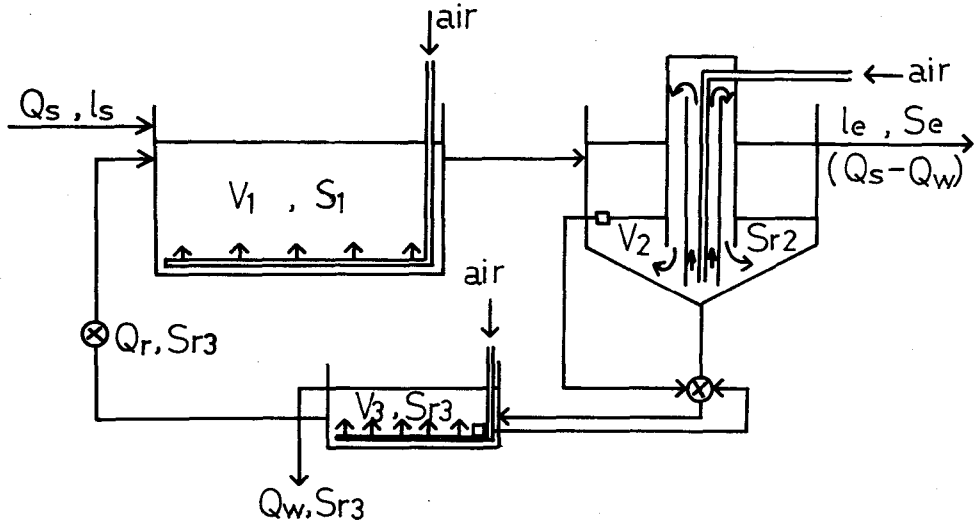 air
Qs , ls
air
le , Se
(Qs-Qw)
V1 , S1
V2
Sr2
air
Qr, Sr3
V3, Sr3
Qw, Sr3